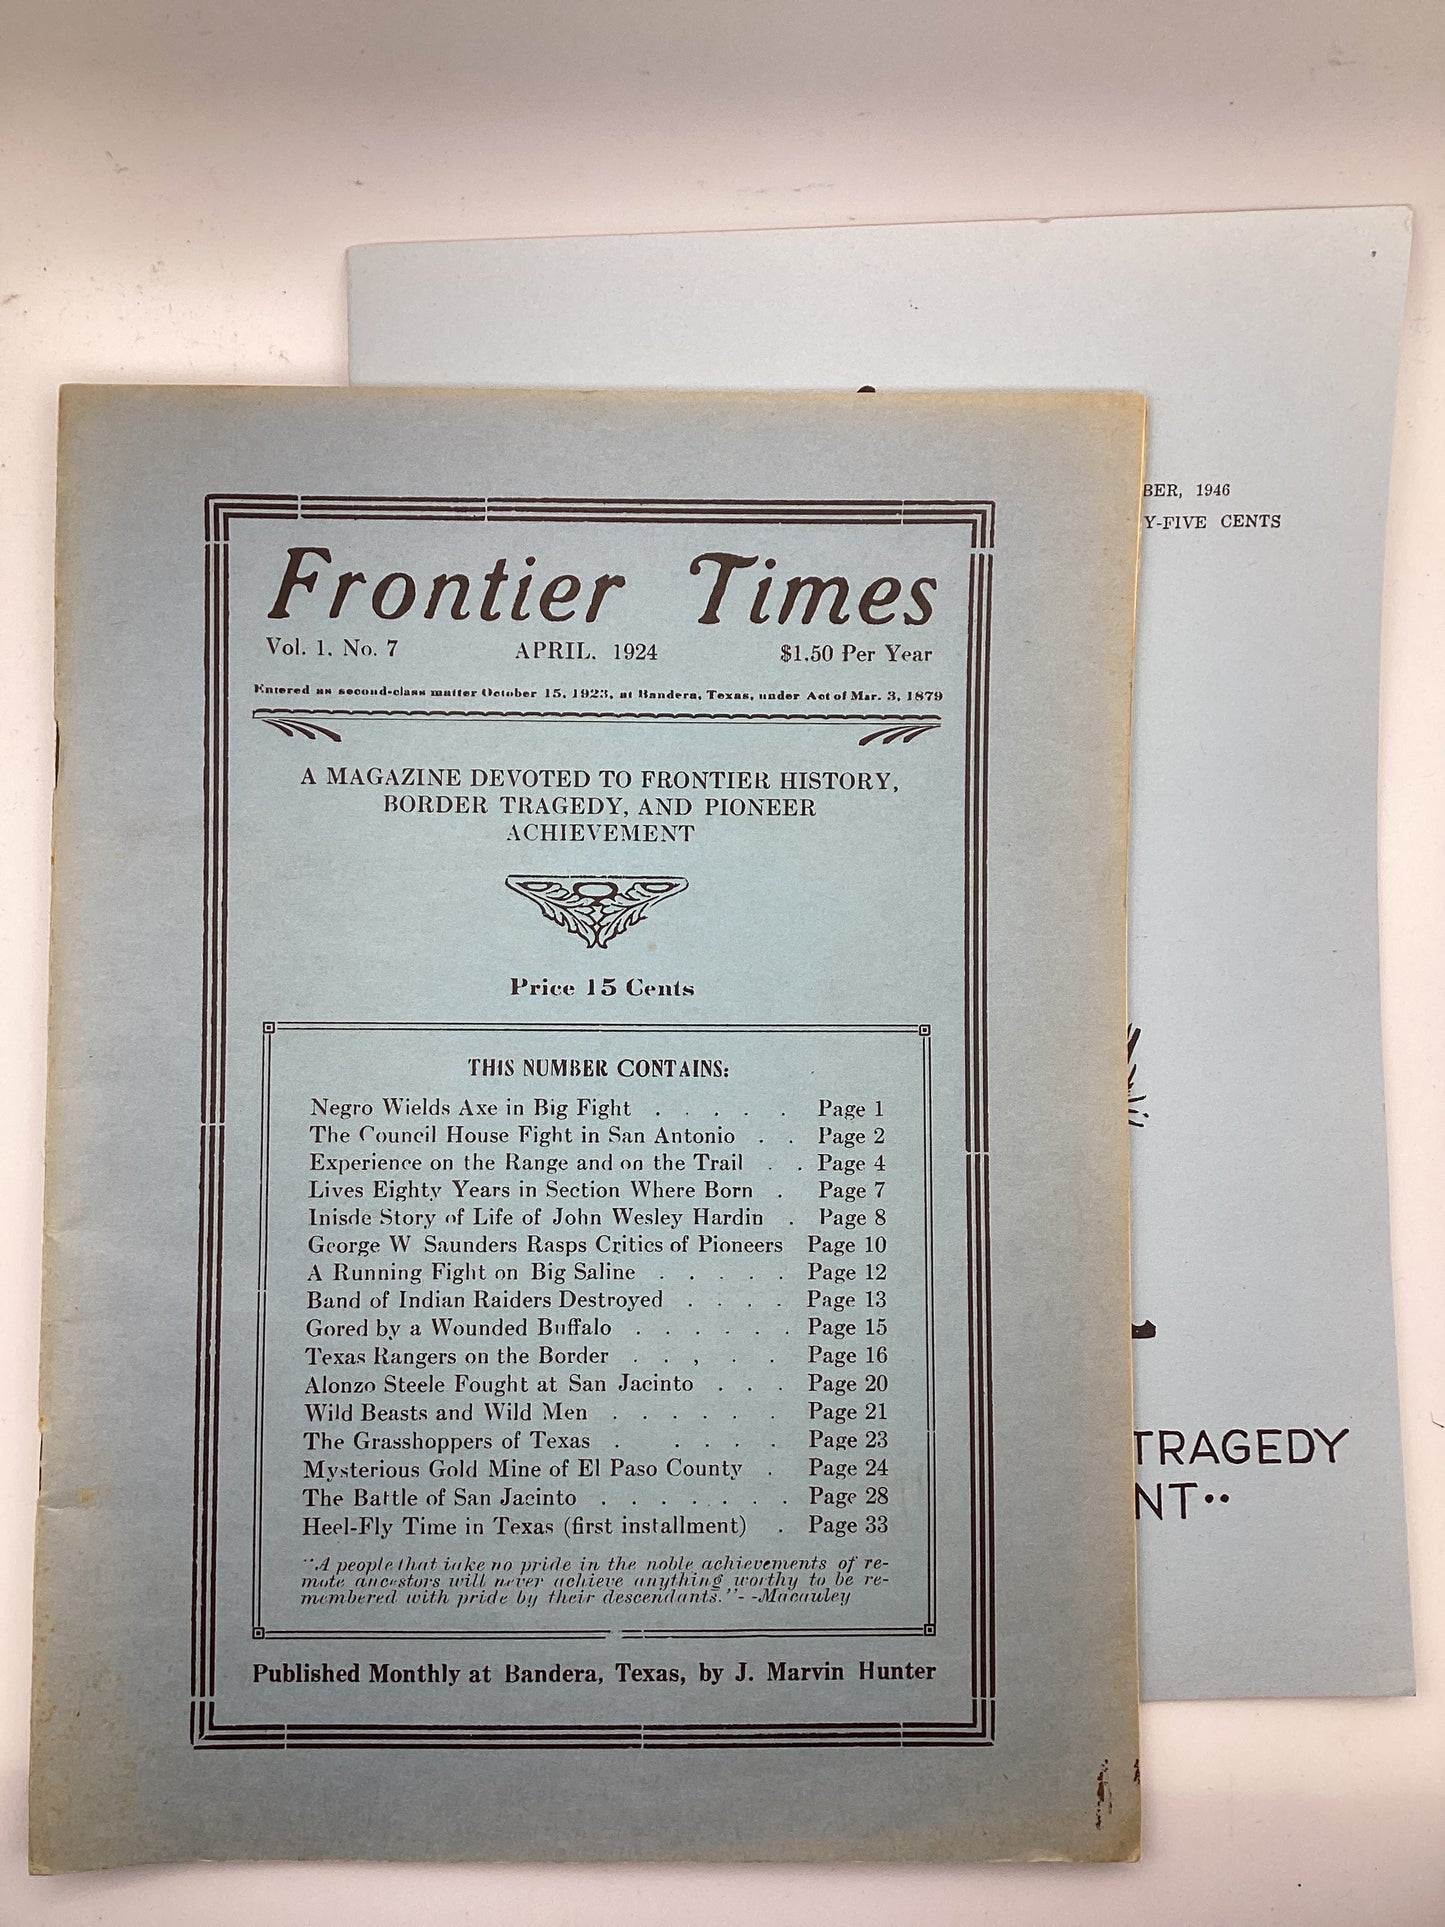 BER, 1946
Y-FIVE CENTS
Frontier Times
Vol. 1. No. 7 APRIL. 1924 $1.50 Per Year
Entered as second-class matter October 15, 1923, at Bandera, Texas, under Act of Mar. 3, 1879
A MAGAZINE DEVOTED TO FRONTIER HISTORY,
BORDER TRAGEDY, AND PIONEER
ACHIEVEMENT
Price 15 Cents
THIS NUMBER CONTAINS:
Negro Wields Axe in Big Fight . . . . . Page 1
The Council House Fight in San Antonio . . Page 2
Experience on the Range and on the Trail . . Page 4
Lives Eighty Years in Section Where Born . Page 7
Inisde Story of Life of John Wesley Hardin . Page 8
George W Saunders Rasps Critics of Pioneers Page 10
A Running Fight on Big Saline . . . . . Page 12
Band of Indian Raiders Destroyed . . . . Page 13
Gored by a Wounded Buffalo . . . . . . Page 15
Texas Rangers on the Border . . , . . Page 16
Alonzo Steele Fought at San Jacinto . . . Page 20
Wild Beasts and Wild Men . . . . . . Page 21
The Grasshoppers of Texas . . . . . Page 23
Mysterious Gold Mine of El Paso County . Page 24
The Battle of San Jacinto . . . . . . . Page 28
Heel-Fly Time in Texas (first installment) . Page 33
"A people that take no pride in the noble achievements of re-
mote ancestors will never achieve anything worthy to be re-
membered with pride by their descendants."--Macauley
Published Monthly at Bandera, Texas, by J. Marvin Hunter
TRAGEDY
NT••